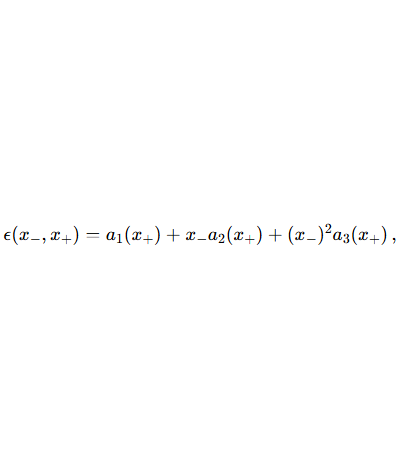 ϵ(x₋, x₊) = a₁(x₊) + x₋a₂(x₊) + (x₋)²a₃(x₊) ,